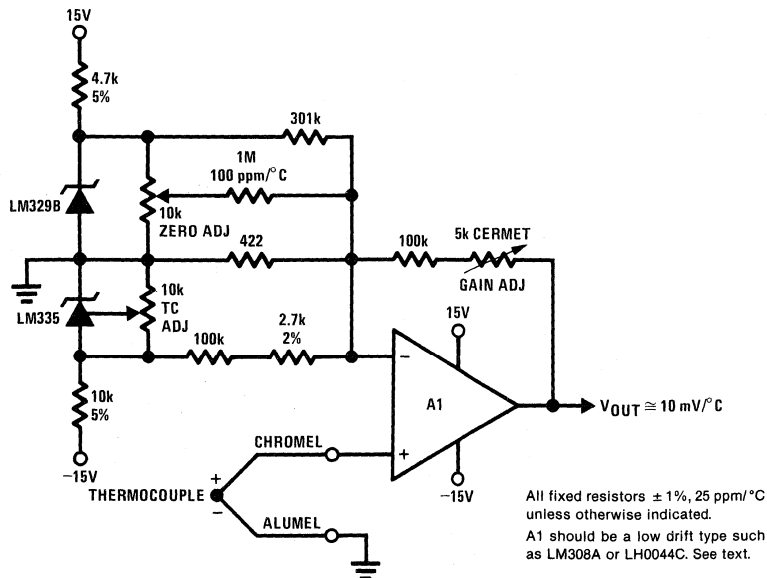 15V
4.7k
5%
301k
1M
100 ppm/°C
LM329B
10k
ZERO ADJ
422
100k
5k CERMET
GAIN ADJ
10k
TC
ADJ
LM335
100k
2.7k
2%
15V
−
A1
+
VOUT ≅ 10 mV/°C
10k
5%
−15V
−15V
CHROMEL
+
THERMOCOUPLE
−
ALUMEL
All fixed resistors ± 1%, 25 ppm/°C
unless otherwise indicated.
A1 should be a low drift type such
as LM308A or LH0044C. See text.